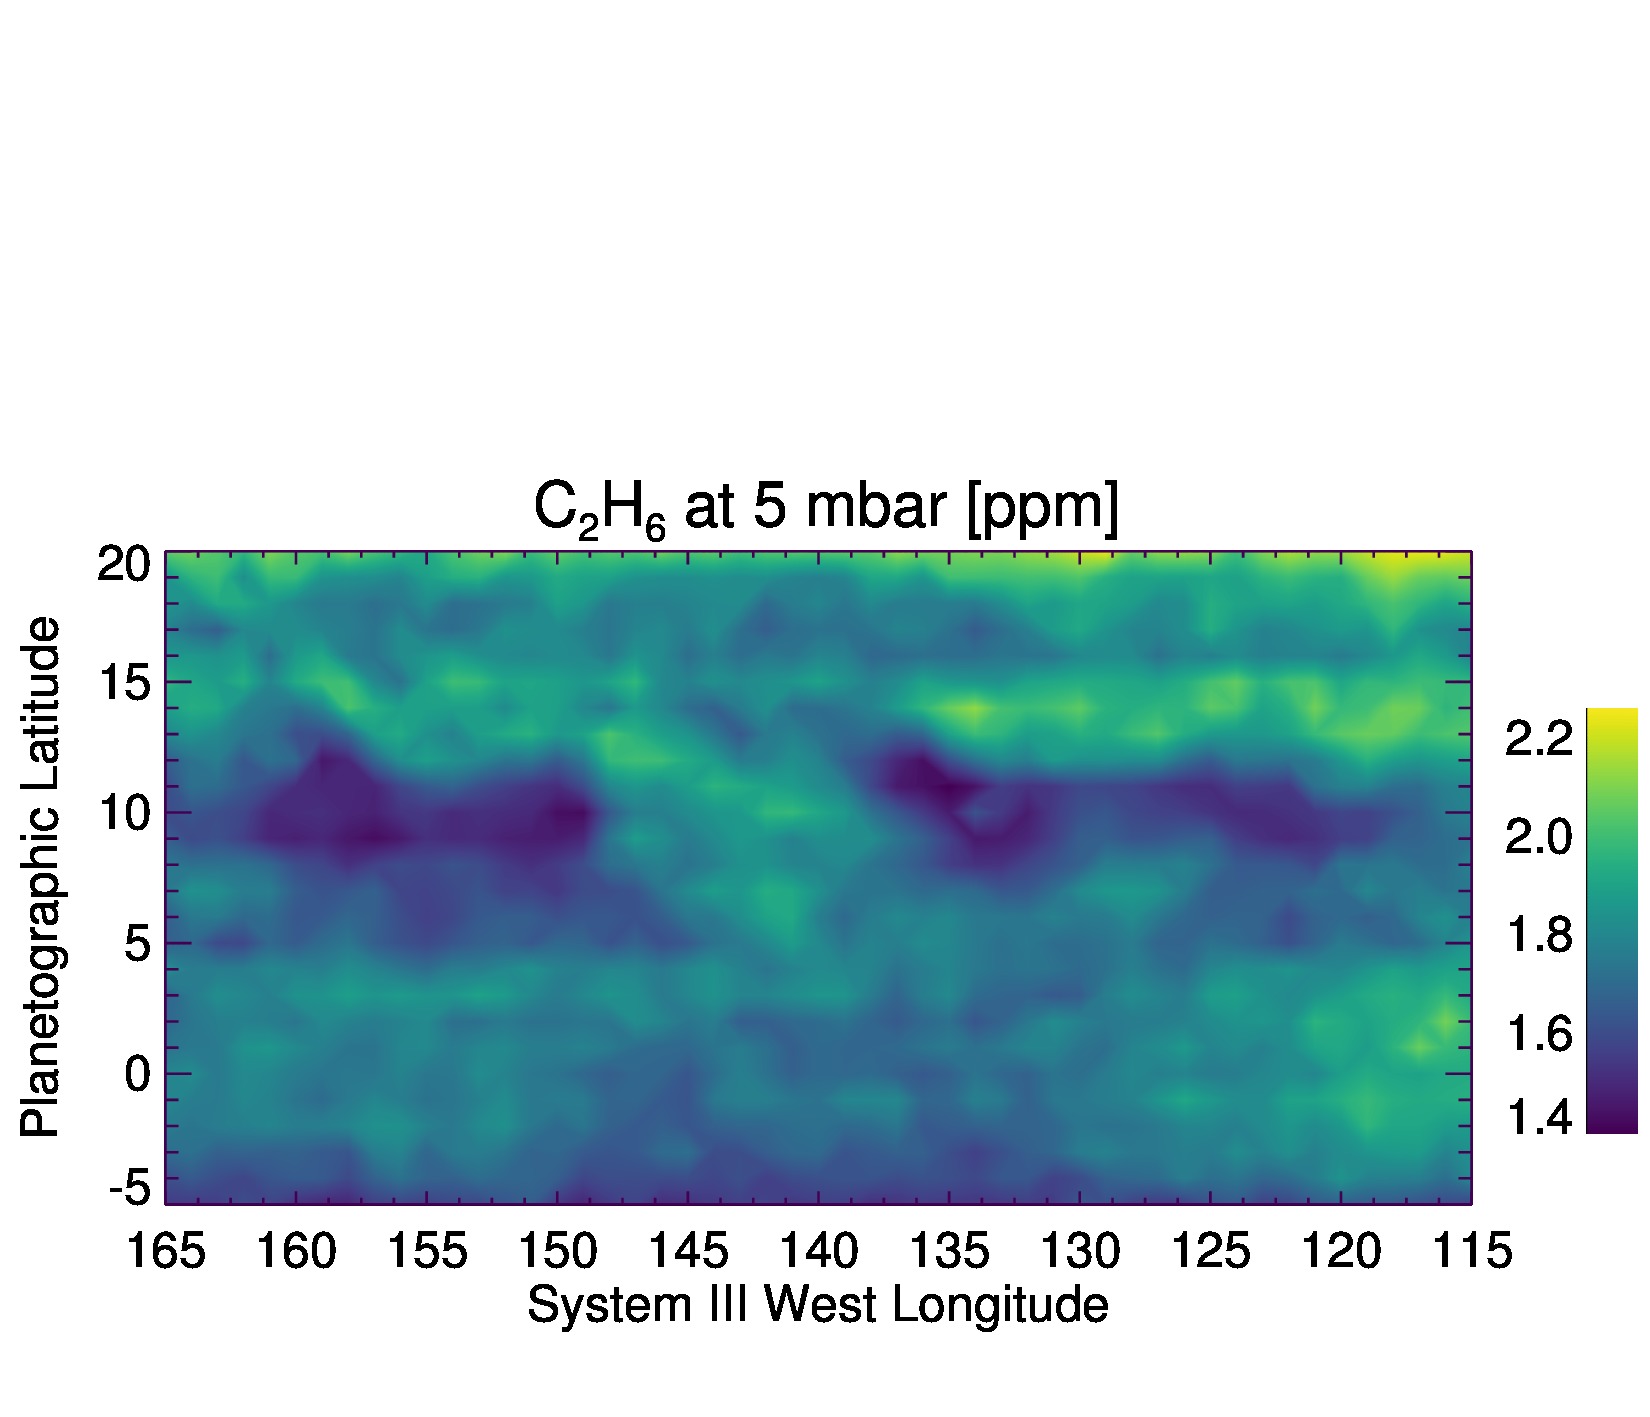 C₂H₆ at 5 mbar [ppm]
20
15
10
5
0
-5
Planetographic Latitude
165 160 155 150 145 140 135 130 125 120 115
System III West Longitude
2.2
2.0
1.8
1.6
1.4